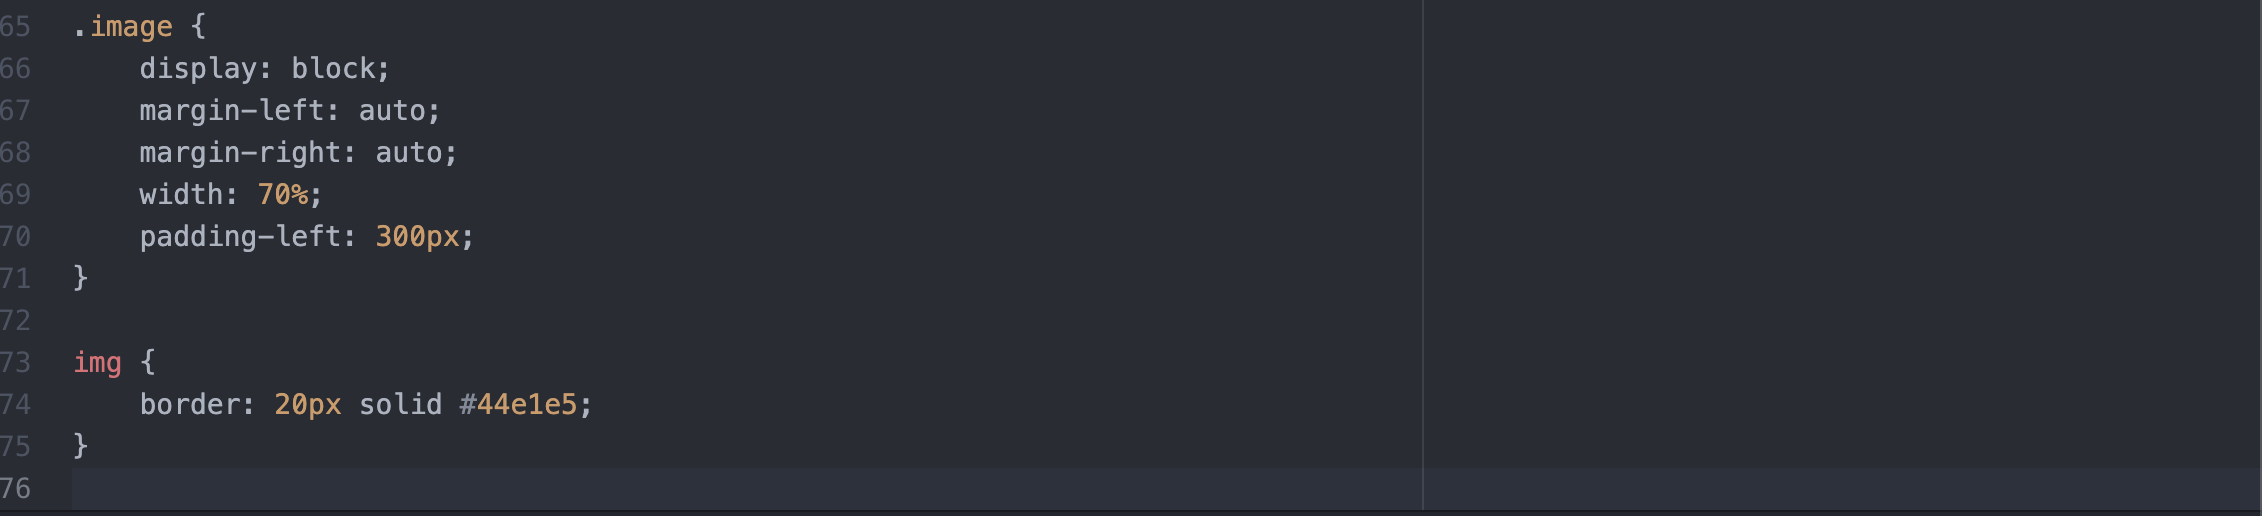 65 .image {
66     display: block;
67     margin-left: auto;
68     margin-right: auto;
69     width: 70%;
70     padding-left: 300px;
71 }
72
73 img {
74     border: 20px solid #44e1e5;
75 }
76